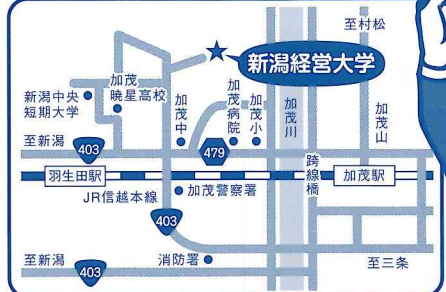 至村松
新潟経営大学
加茂
暁星高校
新潟中央
短期大学
加茂中
加茂病院
加茂小
加茂川
加茂山
至新潟
403
479
跨線橋
羽生田駅
加茂駅
JR信越本線
加茂警察署
403
至新潟
消防署
至三条
403